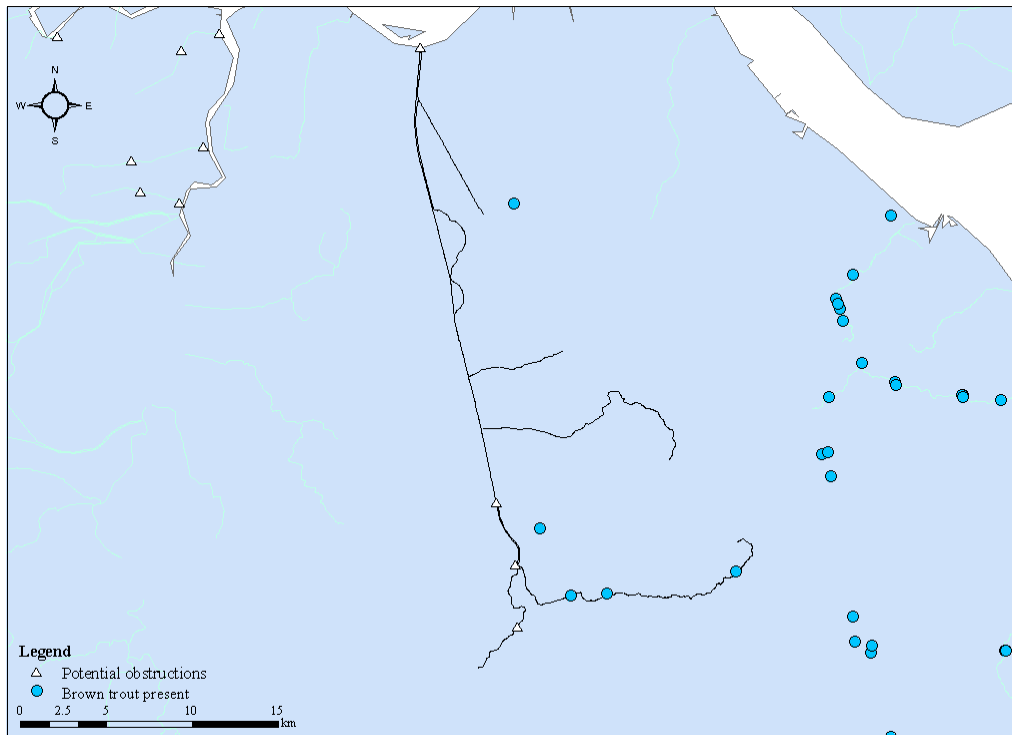 N
W E
S
Legend
Potential obstructions
Brown trout present
0 2.5 5 10 15
km